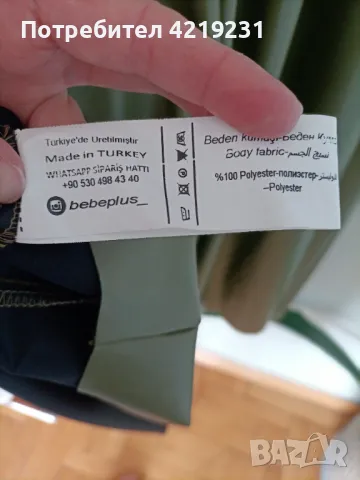 Потребител 4219231
Türkiye'de Üretilmiştir
Made in TURKEY
WHATSAPP SİPARİŞ HATTI
+90 530 498 43 40
bebeplus_
Beden Kumaşı-Беден
Body fabric-نسيج الجسم
%100 Polyester-полиэстер-
-Polyester
BAZAR